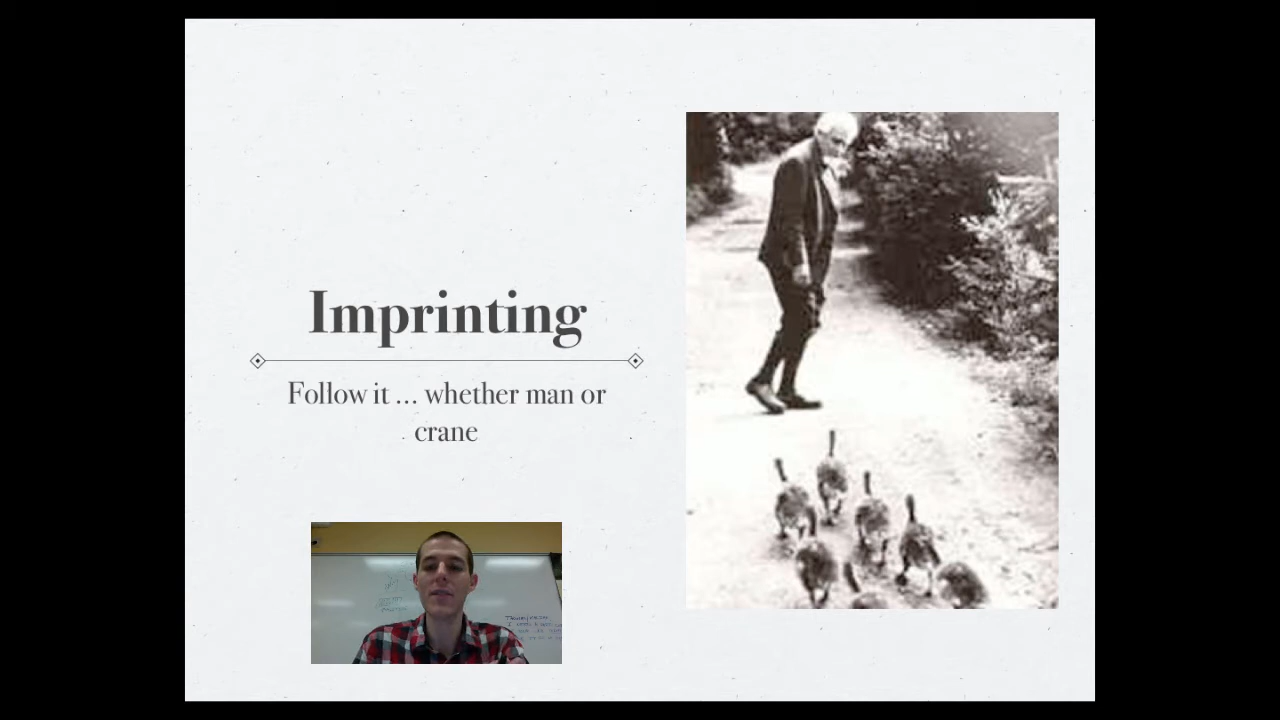 Imprinting
Follow it ... whether man or
crane